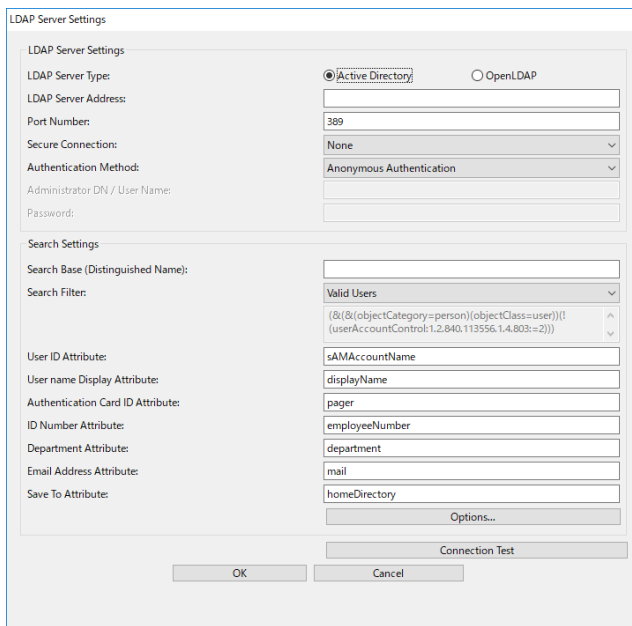 LDAP Server Settings
LDAP Server Settings
LDAP Server Type: Active Directory OpenLDAP
LDAP Server Address:
Port Number: 389
Secure Connection: None
Authentication Method: Anonymous Authentication
Administrator DN / User Name:
Password:
Search Settings
Search Base (Distinguished Name):
Search Filter: Valid Users
(&(&(objectCategory=person)(objectClass=user))(!
(userAccountControl:1.2.840.113556.1.4.803:=2)))
User ID Attribute: sAMAccountName
User name Display Attribute: displayName
Authentication Card ID Attribute: pager
ID Number Attribute: employeeNumber
Department Attribute: department
Email Address Attribute: mail
Save To Attribute: homeDirectory
Options...
Connection Test
OK Cancel